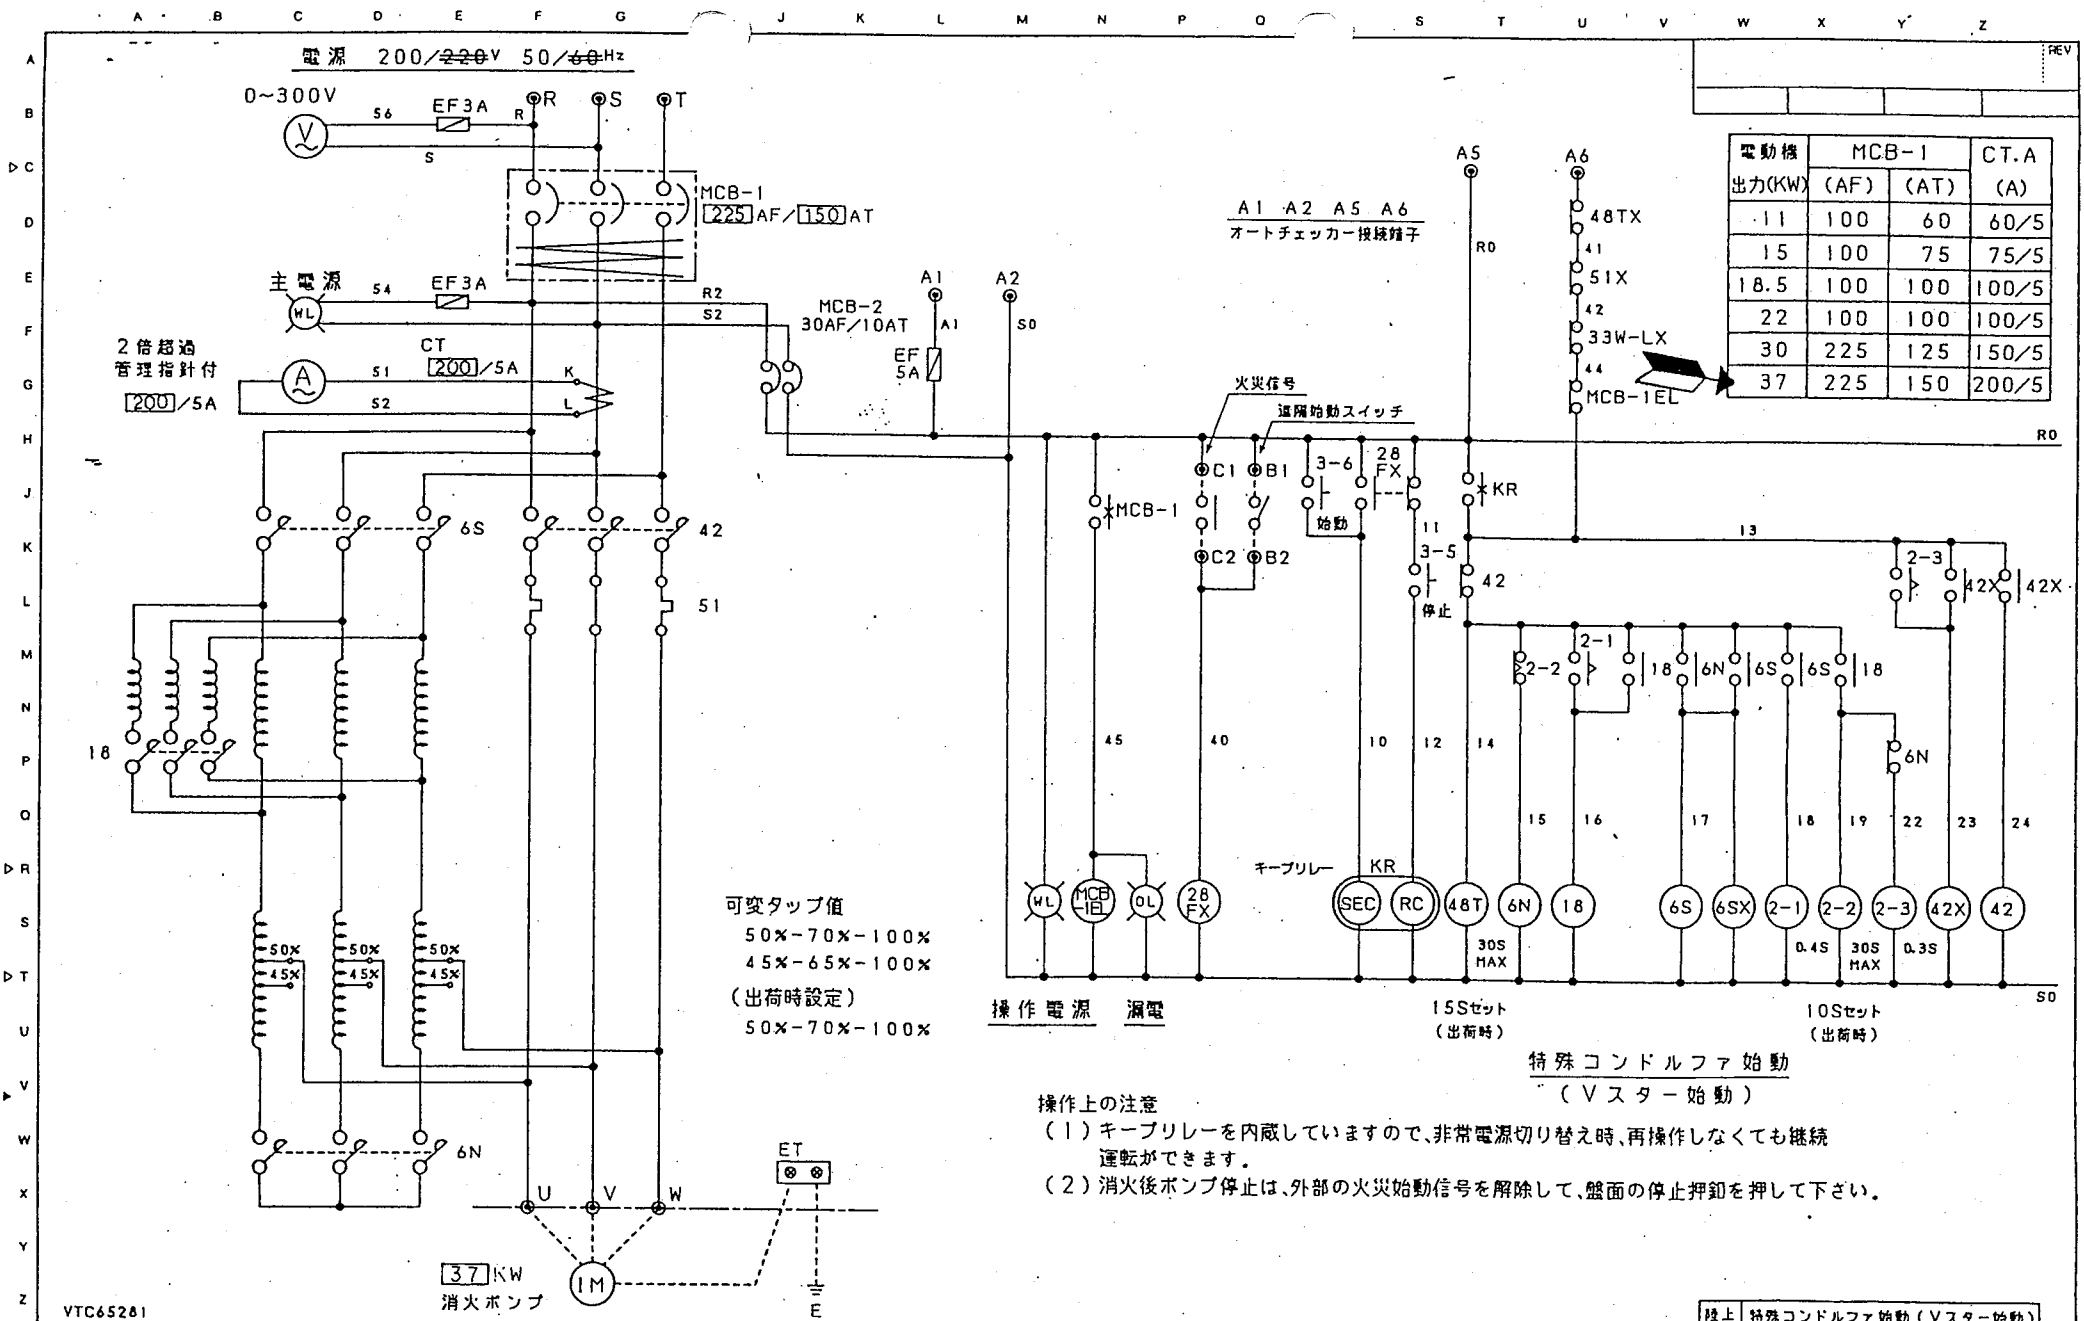 A B C D E F G J K L M N P Q S T U V W X Y Z
A B C D E F G H J K L M N P Q R S T U V W X Y Z
REV
電源 200/220V 50/60Hz
0~300V
V
56
EF3A
R
S
R S T
MCB-1
225AF/150AT
主電源
WL
54
EF3A
R2
S2
MCB-2
30AF/10AT
2倍超過
管理指針付
200/5A
A
51
52
CT
200/5A
K
L
A1
A1
EF
5A
A2
S0
A1 A2 A5 A6
オートチェッカー接続端子
A5
R0
A6
48TX
41
51X
42
33W-LX
44
MCB-1EL
電動機 MCB-1 CT.A
出力(KW) (AF) (AT) (A)
11 100 60 60/5
15 100 75 75/5
18.5 100 100 100/5
22 100 100 100/5
30 225 125 150/5
37 225 150 200/5
火災信号
遠隔始動スイッチ
R0
C1 B1 3-6 28
FX
KR
MCB-1
始動
C2 B2
11
3-5
停止
42
13
2-3 42X 42X
6S
42
51
2-2 2-1 18 6N 6S 6S 18
6N
18
45 40 10 12 14 15 16 17 18 19 22 23 24
キープリレー KR
WL MCB
-1EL OL 28
FX SEC RC 48T 6N 18 6S 6SX 2-1 2-2 2-3 42X 42
30S
MAX
0.4S 30S
MAX 0.3S
S0
操作電源 漏電
15Sセット
(出荷時)
10Sセット
(出荷時)
特殊コンドルファ始動
(Vスター始動)
可変タップ値
50%-70%-100%
45%-65%-100%
(出荷時設定)
50%-70%-100%
50% 50% 50%
45% 45% 45%
6N
操作上の注意
(1)キープリレーを内蔵していますので、非常電源切り替え時、再操作しなくても継続
運転ができます。
(2)消火後ポンプ停止は、外部の火災始動信号を解除して、盤面の停止押釦を押して下さい。
ET
U V W
37KW
消火ポンプ
IM
E
VTC65281
陸上 特殊コンドルファ始動(Vスター始動)